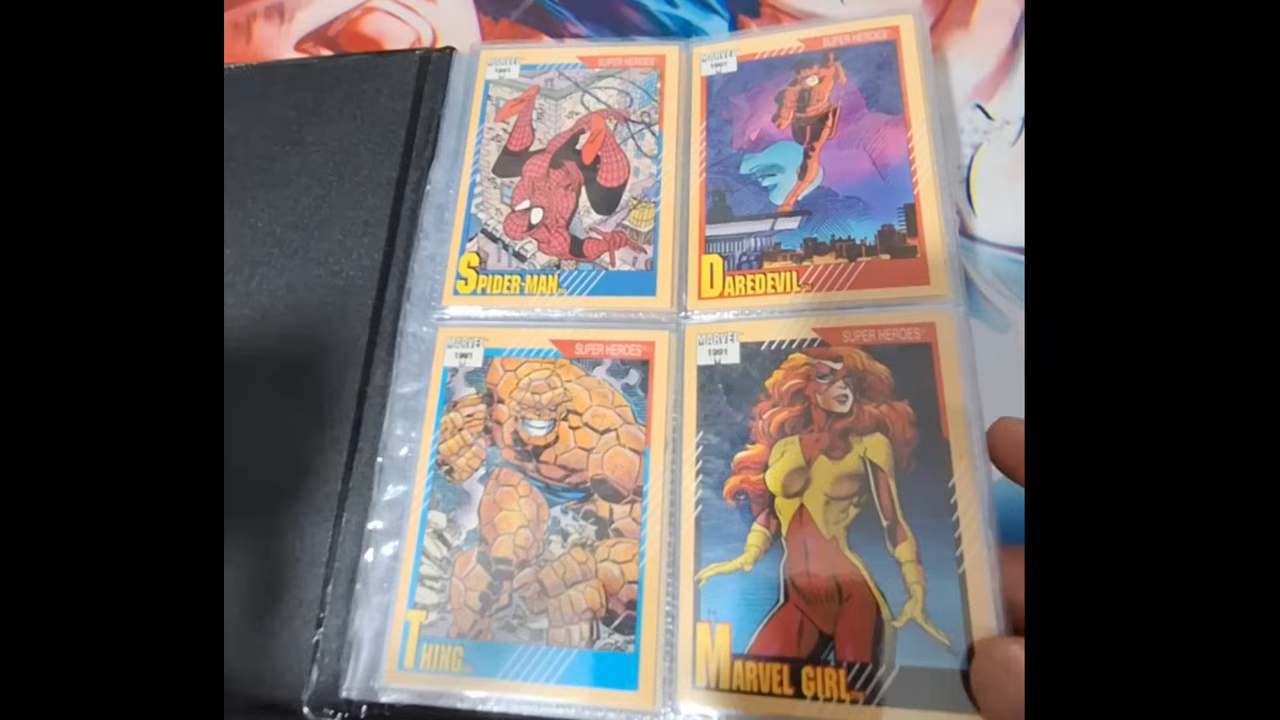 MARVEL
1991
SUPER HEROES
SPIDER-MAN
MARVEL
1991
SUPER HEROES
DAREDEVIL
MARVEL
1991
SUPER HEROES
THING
MARVEL
1991
SUPER HEROES
MARVEL GIRL